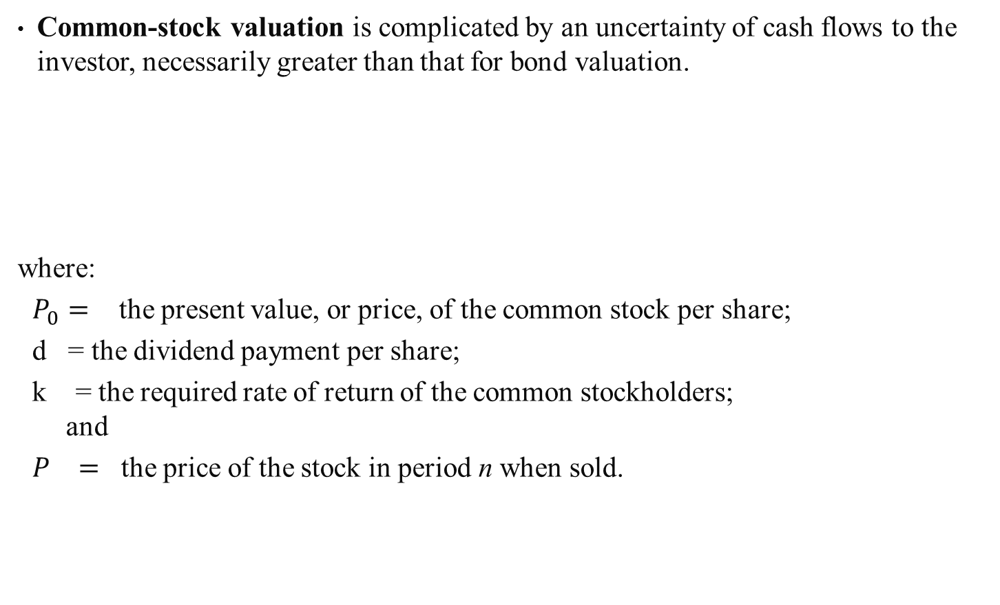 · Common-stock valuation is complicated by an uncertainty of cash flows to the
investor, necessarily greater than that for bond valuation.
where:
P₀ = the present value, or price, of the common stock per share;
d = the dividend payment per share;
k = the required rate of return of the common stockholders;
and
P = the price of the stock in period n when sold.